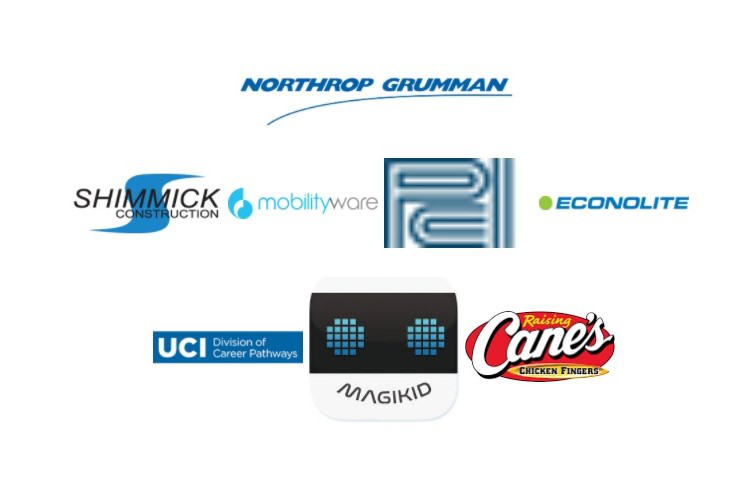 NORTHROP GRUMMAN
SHIMMICK
CONSTRUCTION
mobilityware
ECONOLITE
UCI Division of
Career Pathways
MAGIKID
Raising
Cane's
CHICKEN FINGERS